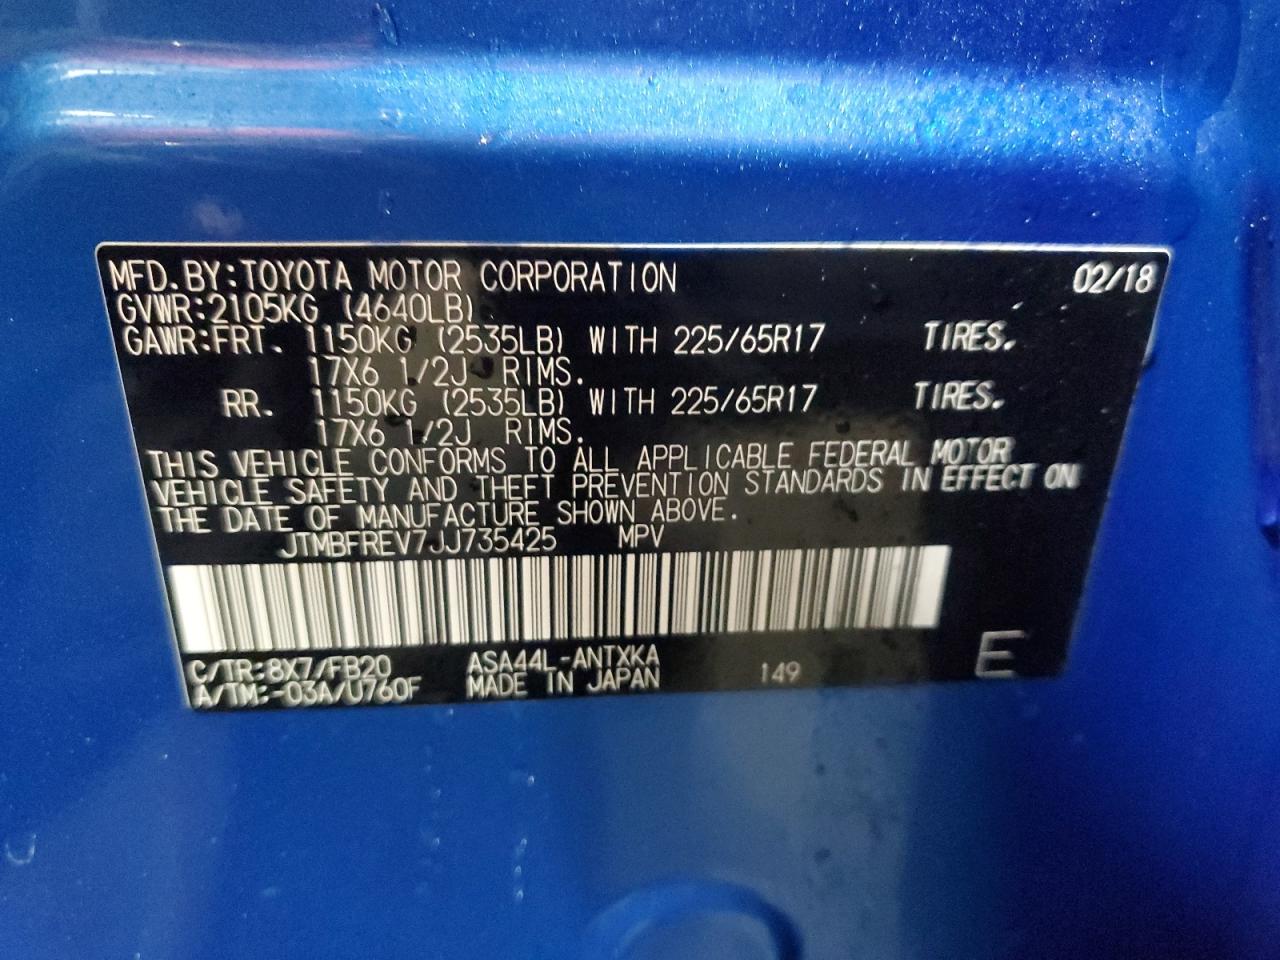 MFD.BY:TOYOTA MOTOR CORPORATION 02/18
GVWR:2105KG (4640LB)
GAWR:FRT. 1150KG (2535LB) WITH 225/65R17 TIRES.
17X6 1/2J RIMS.
RR. 1150KG (2535LB) WITH 225/65R17 TIRES.
17X6 1/2J RIMS.
THIS VEHICLE CONFORMS TO ALL APPLICABLE FEDERAL MOTOR
VEHICLE SAFETY AND THEFT PREVENTION STANDARDS IN EFFECT ON
THE DATE OF MANUFACTURE SHOWN ABOVE.
JTMBFREV7JJ735425 MPV
C/TR:8X7/FB20 ASA44L-ANTXKA 149 E
A/TM:-03A/U760F MADE IN JAPAN